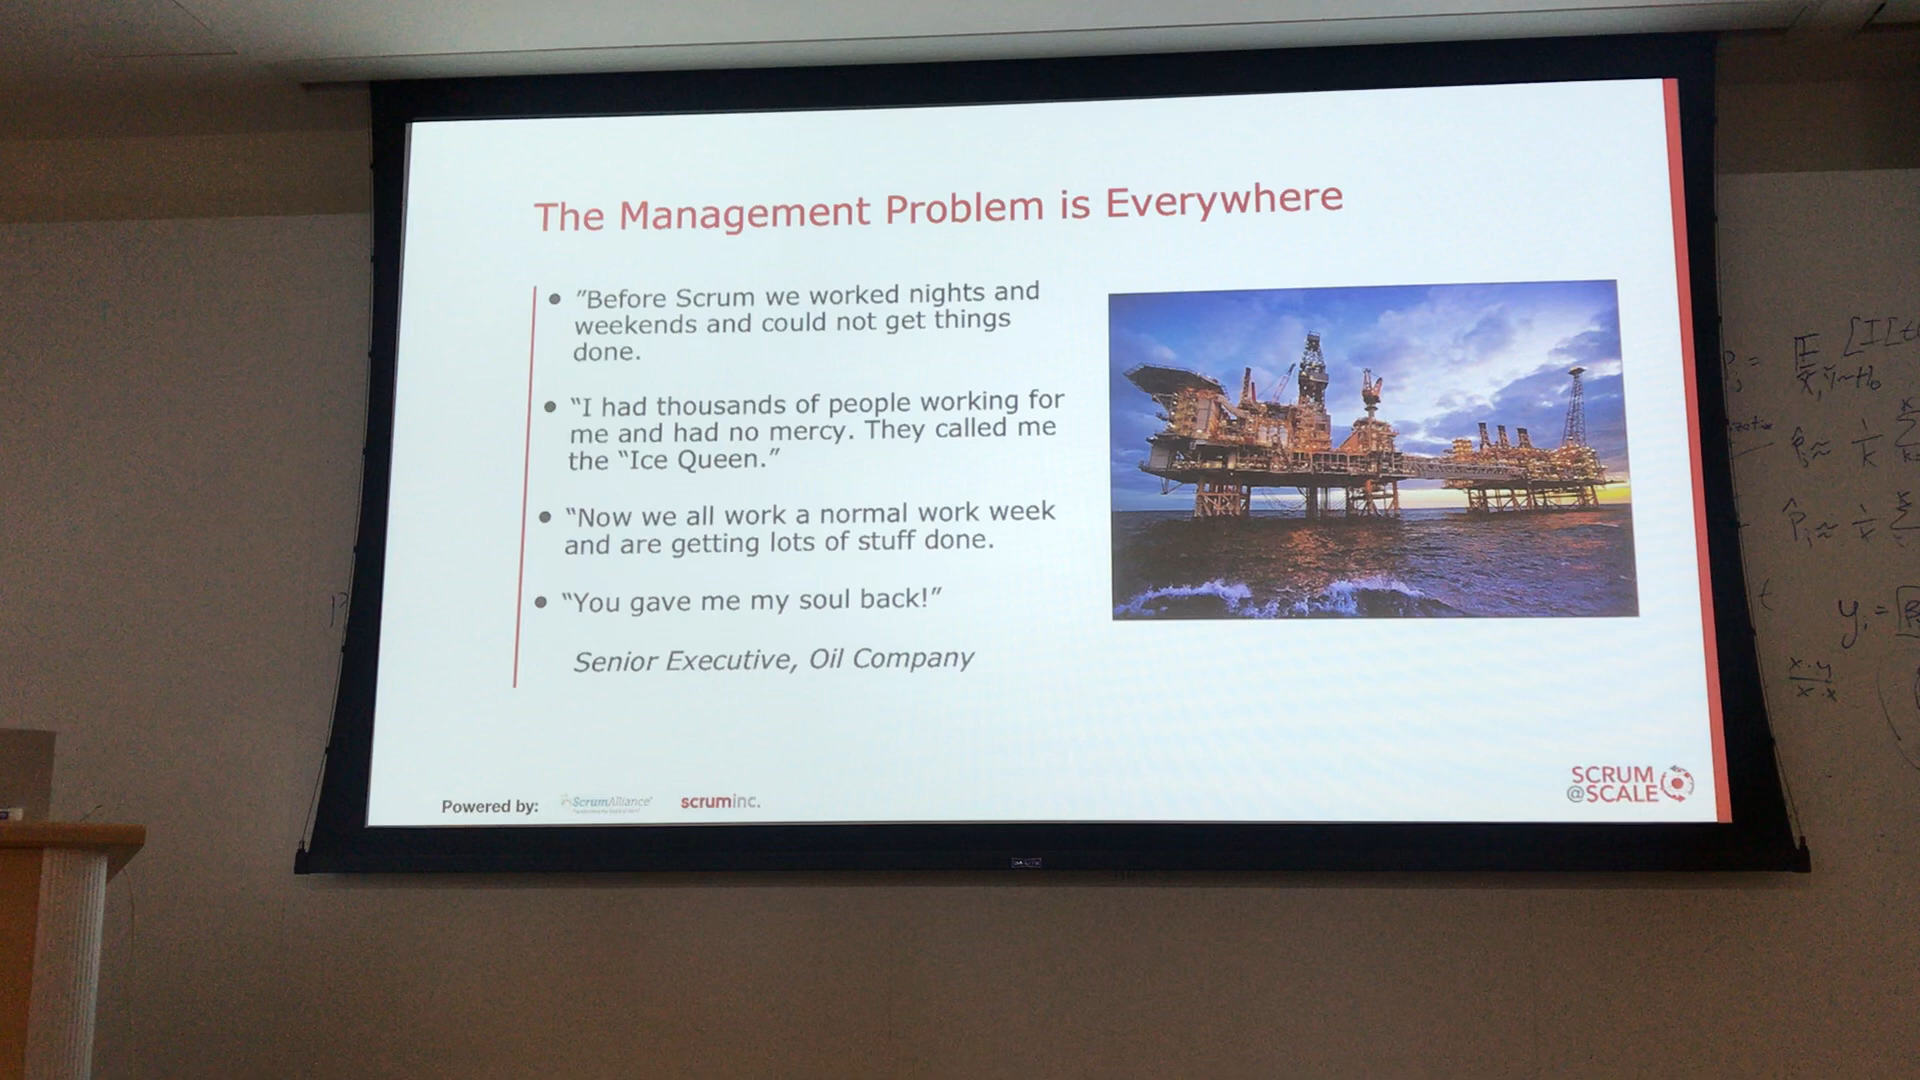 The Management Problem is Everywhere
● "Before Scrum we worked nights and
weekends and could not get things
done.
● "I had thousands of people working for
me and had no mercy. They called me
the "Ice Queen."
● "Now we all work a normal work week
and are getting lots of stuff done.
● "You gave me my soul back!"
Senior Executive, Oil Company
Powered by: ScrumAlliance® scruminc.
SCRUM
@SCALE
DA-LITE
y_i =
x·y
x·x